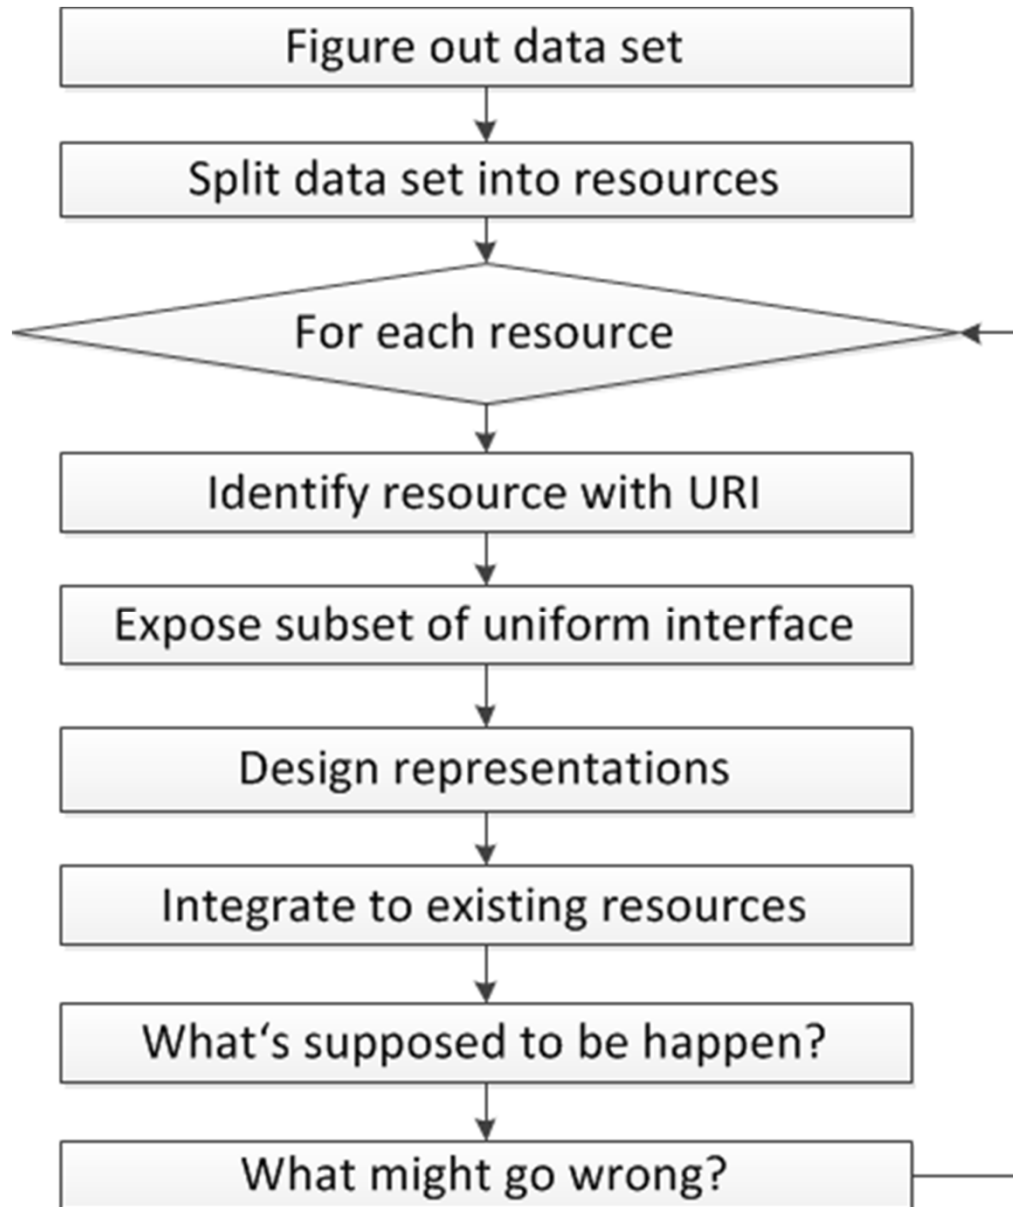 Figure out data set
Split data set into resources
For each resource
Identify resource with URI
Expose subset of uniform interface
Design representations
Integrate to existing resources
What‘s supposed to be happen?
What might go wrong?